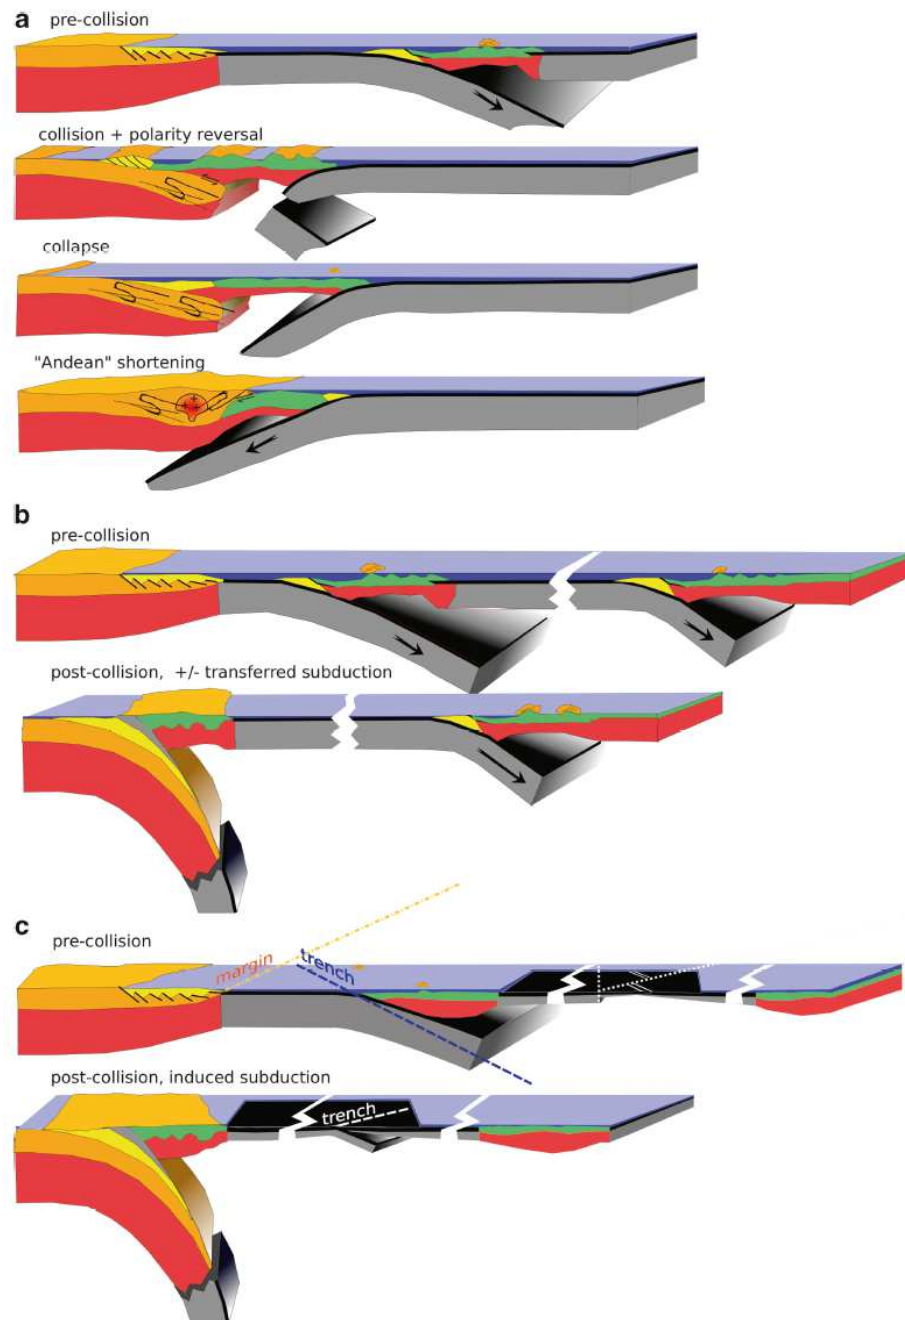 a
pre-collision
collision + polarity reversal
collapse
"Andean" shortening
b
pre-collision
post-collision, +/- transferred subduction
c
pre-collision
margin
trench
post-collision, induced subduction
trench